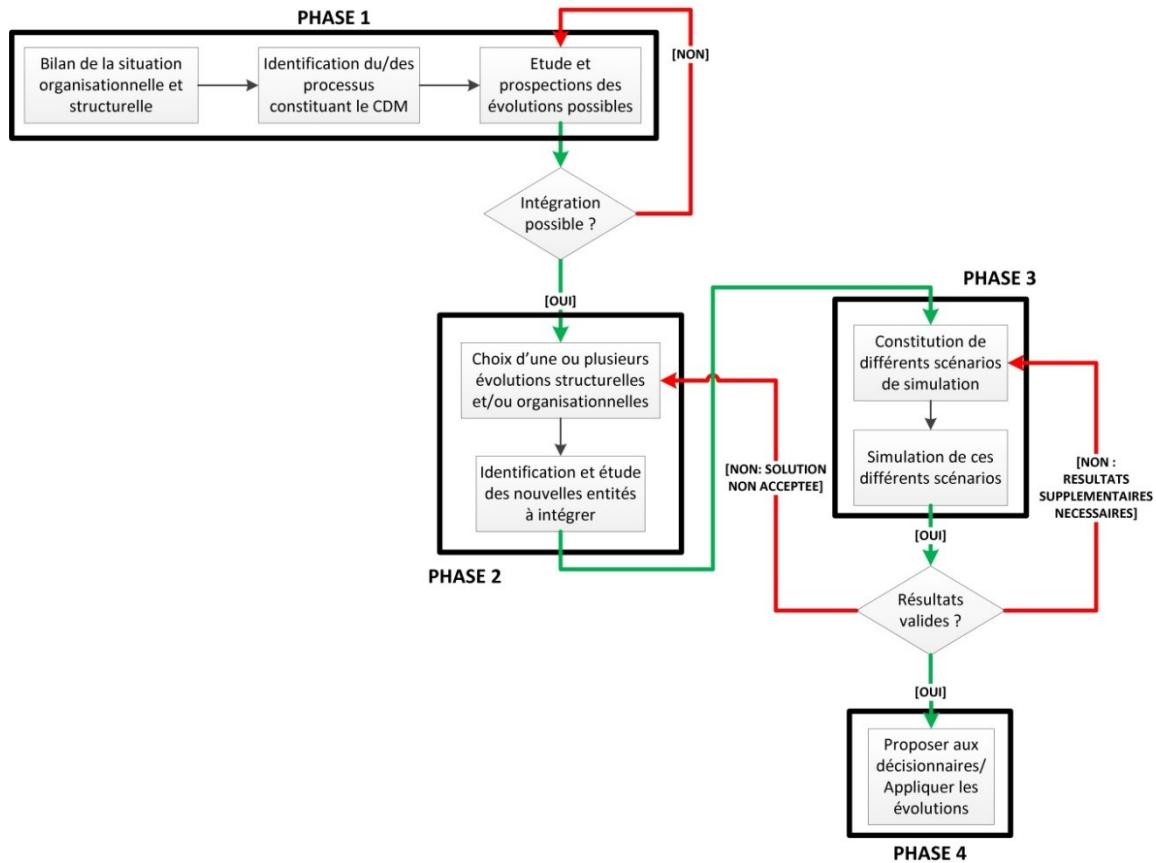 PHASE 1
Bilan de la situation
organisationnelle et
structurelle
Identification du/des
processus
constituant le CDM
Etude et
prospections des
évolutions possibles
[NON]
Intégration
possible ?
[OUI]
Choix d’une ou plusieurs
évolutions structurelles
et/ou organisationnelles
Identification et étude
des nouvelles entités
à intégrer
PHASE 2
PHASE 3
Constitution de
différents scénarios
de simulation
Simulation de ces
différents scénarios
[NON: SOLUTION
NON ACCEPTEE]
[NON :
RESULTATS
SUPPLEMENTAIRES
NECESSAIRES]
[OUI]
Résultats
valides ?
[OUI]
Proposer aux
décisionnaires/
Appliquer les
évolutions
PHASE 4